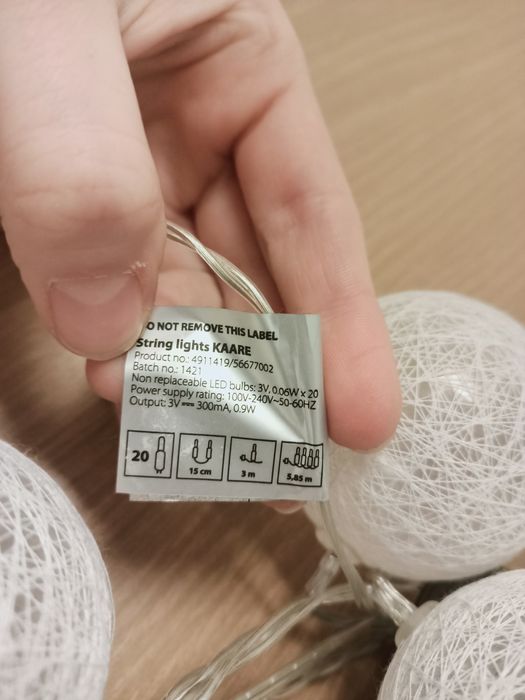 O NOT REMOVE THIS LABEL
String lights KAARE
Product no.: 4911419/56677002
Batch no.: 1421
Non replaceable LED bulbs: 3V, 0.06W x 20
Power supply rating: 100V-240V~50-60HZ
Output: 3V⎓300mA, 0.9W
20
15 cm
3 m
5,85 m